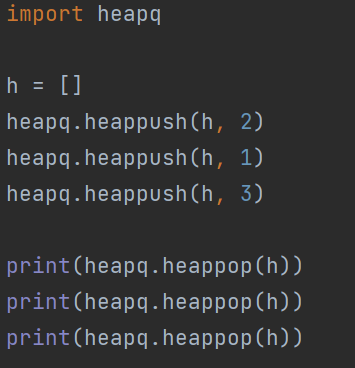 import heapq
h = []
heapq.heappush(h, 2)
heapq.heappush(h, 1)
heapq.heappush(h, 3)
print(heapq.heappop(h))
print(heapq.heappop(h))
print(heapq.heappop(h))